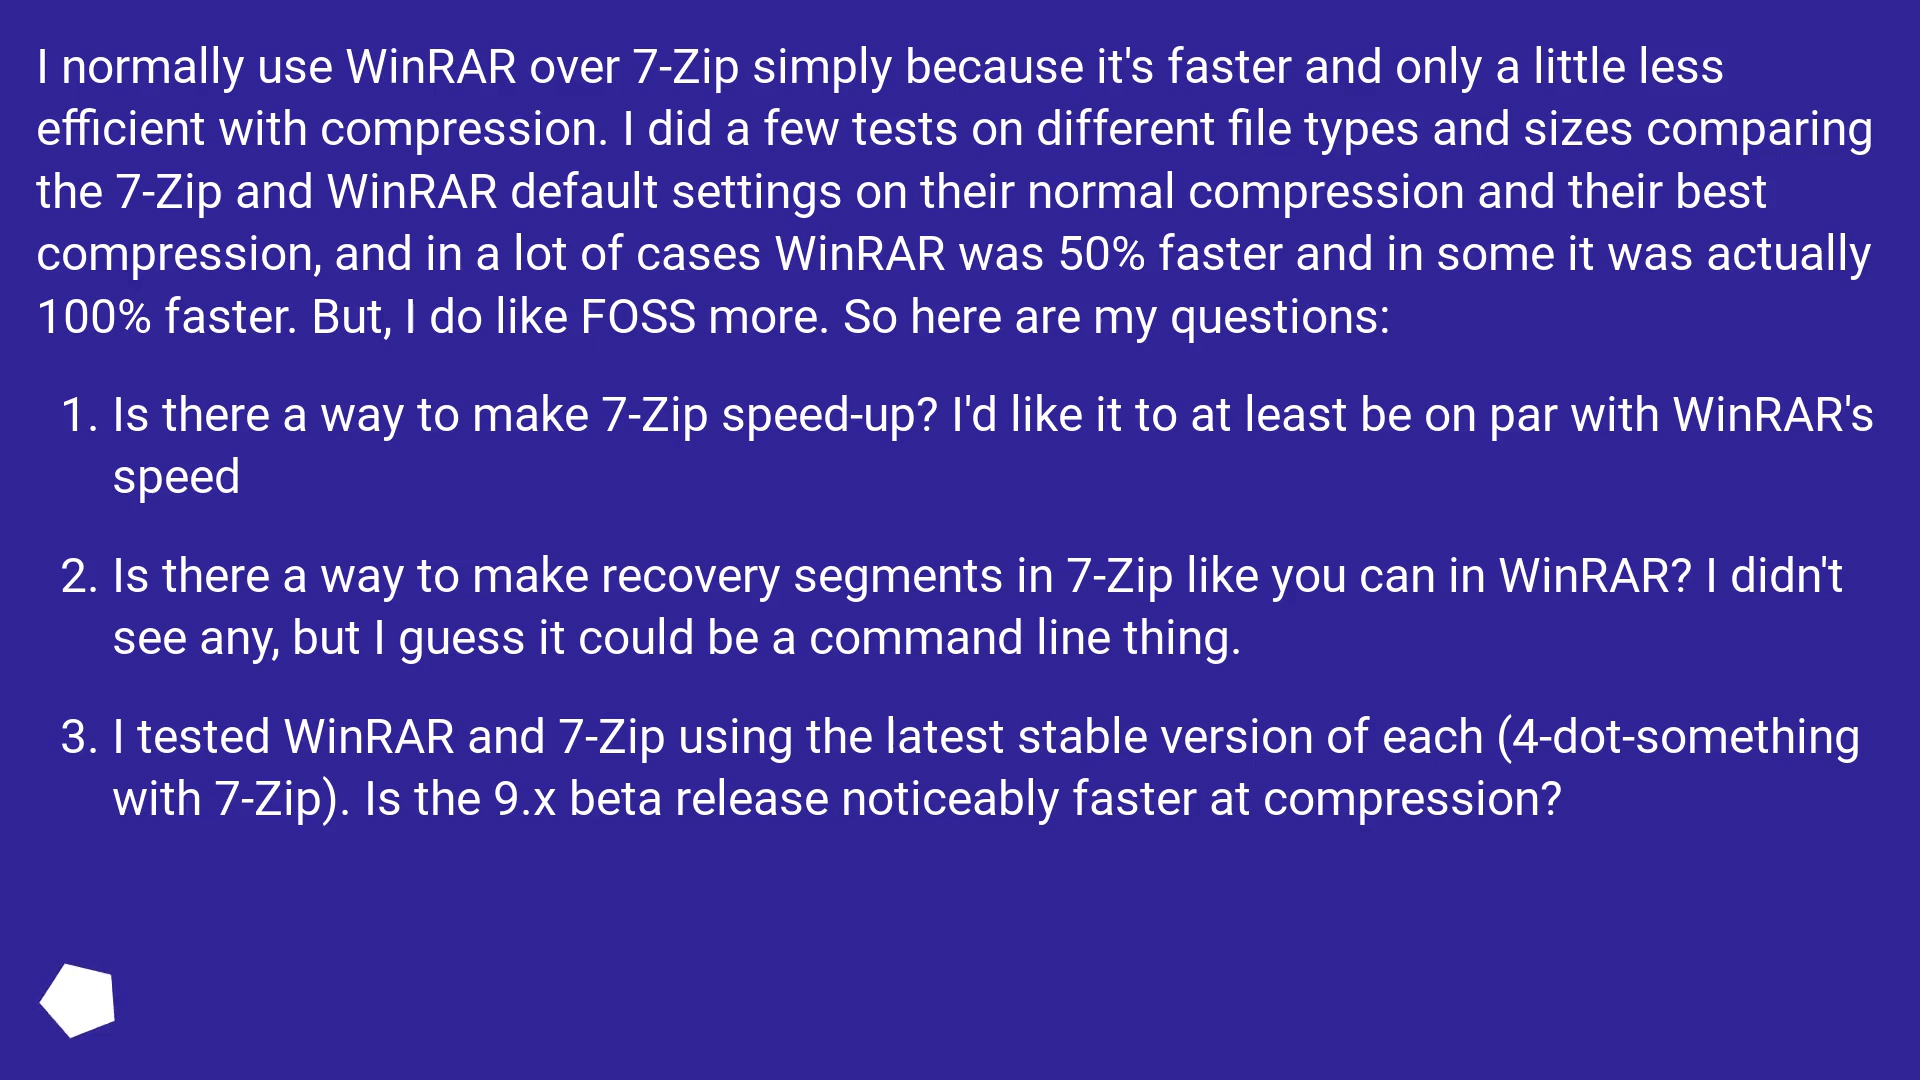 I normally use WinRAR over 7-Zip simply because it's faster and only a little less
efficient with compression. I did a few tests on different file types and sizes comparing
the 7-Zip and WinRAR default settings on their normal compression and their best
compression, and in a lot of cases WinRAR was 50% faster and in some it was actually
100% faster. But, I do like FOSS more. So here are my questions:
1. Is there a way to make 7-Zip speed-up? I'd like it to at least be on par with WinRAR's
speed
2. Is there a way to make recovery segments in 7-Zip like you can in WinRAR? I didn't
see any, but I guess it could be a command line thing.
3. I tested WinRAR and 7-Zip using the latest stable version of each (4-dot-something
with 7-Zip). Is the 9.x beta release noticeably faster at compression?